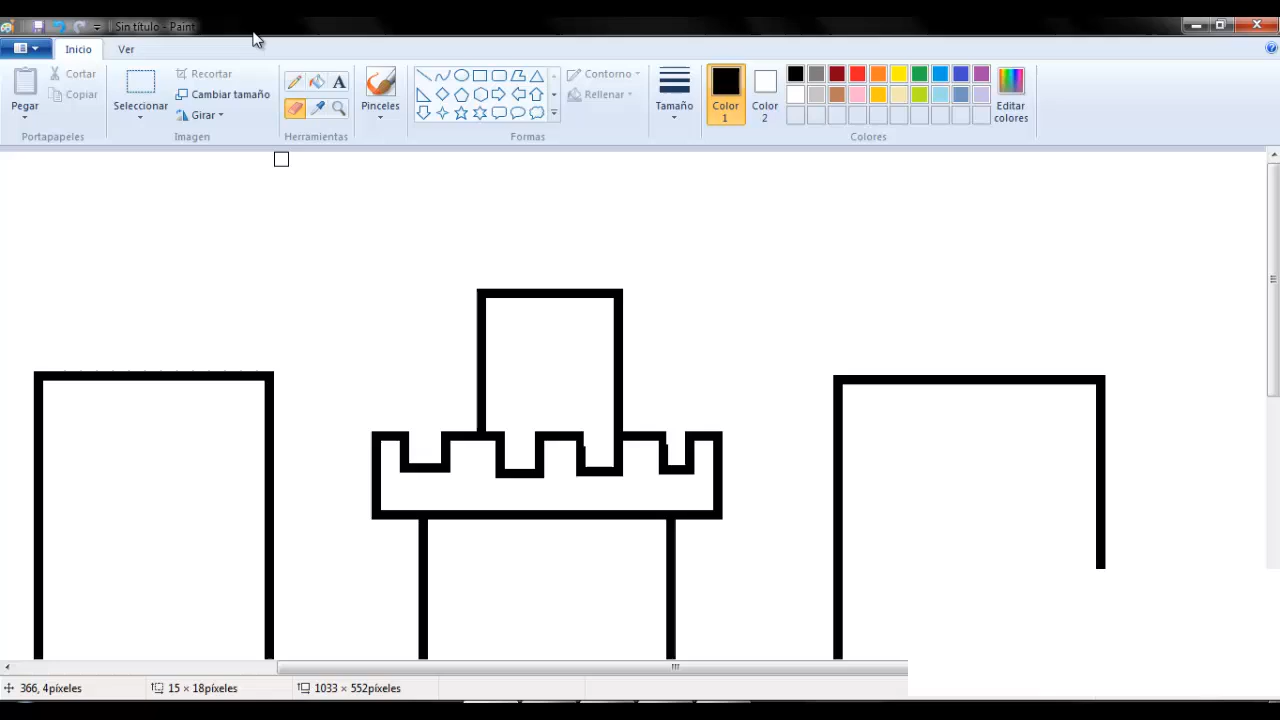 Sin título - Paint
Inicio Ver
Pegar
Cortar
Copiar
Portapapeles
Seleccionar
Recortar
Cambiar tamaño
Girar
Imagen
A
Herramientas
Pinceles
Contorno
Rellenar
Formas
Tamaño
Color
1
Color
2
Editar
colores
Colores
366, 4píxeles 15 × 18píxeles 1033 × 552píxeles